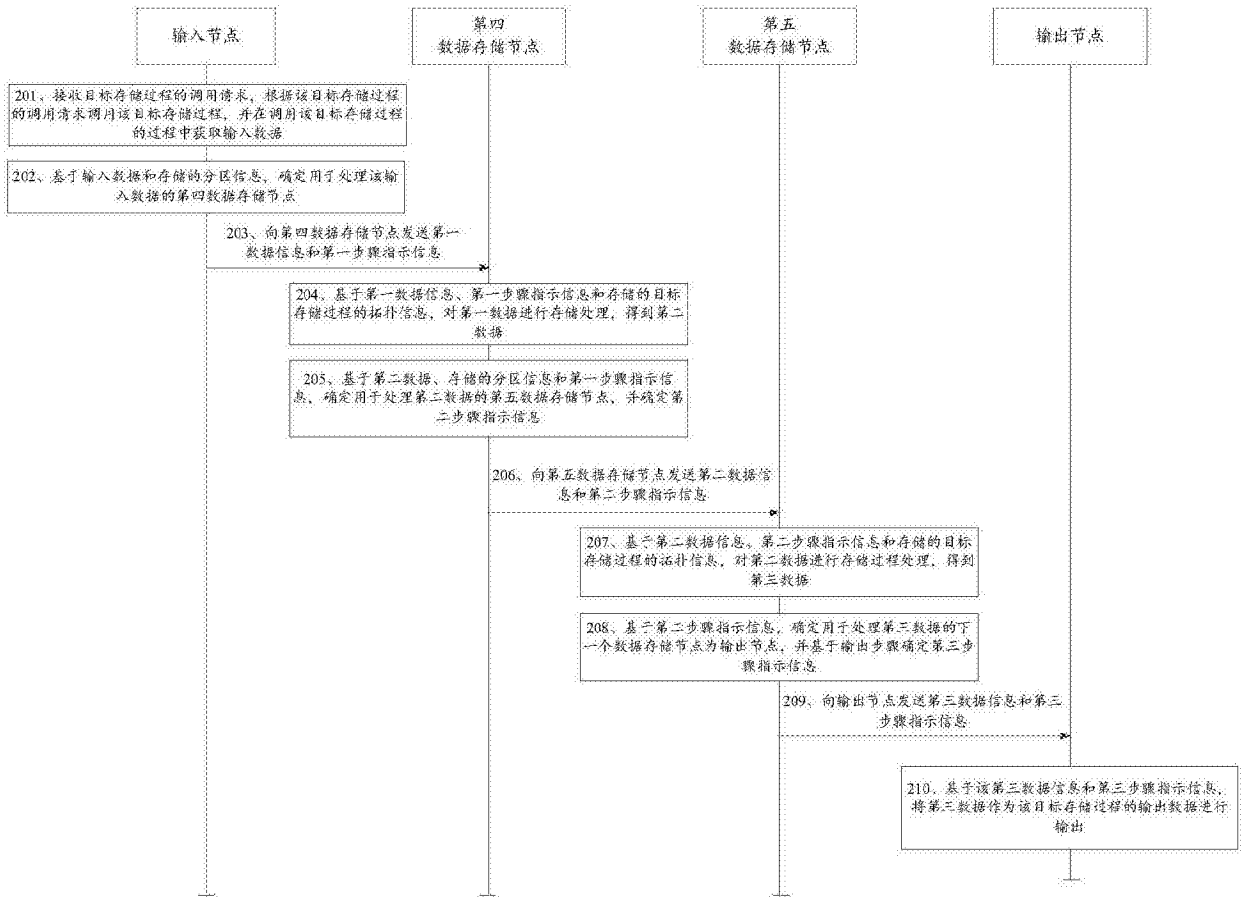 输入节点
第四
数据存储节点
第五
数据存储节点
输出节点
201、接收目标存储过程的调用请求，根据该目标存储过程
的调用请求调用该目标存储过程，并在调用该目标存储过程
的过程中获取输入数据
202、基于输入数据和存储的分区信息，确定用于处理该输
入数据的第四数据存储节点
203、向第四数据存储节点发送第一
数据信息和第一步骤指示信息
204、基于第一数据信息、第一步骤指示信息和存储的目标
存储过程的拓扑信息，对第一数据进行存储处理，得到第二
数据
205、基于第二数据、存储的分区信息和第一步骤指示信
息，确定用于处理第二数据的第五数据存储节点，并确定第
二步骤指示信息
206、向第五数据存储节点发送第二数据信
息和第二步骤指示信息
207、基于第二数据信息、第二步骤指示信息和存储的目标
存储过程的拓扑信息，对第二数据进行存储过程处理，得到
第三数据
208、基于第二步骤指示信息，确定用于处理第三数据的下
一个数据存储节点为输出节点，并基于输出步骤确定第三步
骤指示信息
209、向输出节点发送第三数据信息和第三
步骤指示信息
210、基于该第三数据信息和第三步骤指示信息，
将第三数据作为该目标存储过程的输出数据进行
输出